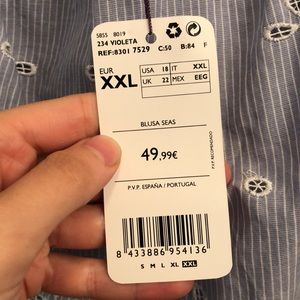 5855 8019
234 VIOLETA
REF:8301 7529 C:50 B:84 F
EUR
XXL
USA 18 IT XXL
UK 22 MEX EEG
BLUSA SEAS
49,99€
P.V.P. RECOMENDADO
P.V.P. ESPAÑA / PORTUGAL
8 433886 954136
S M L XL XXL